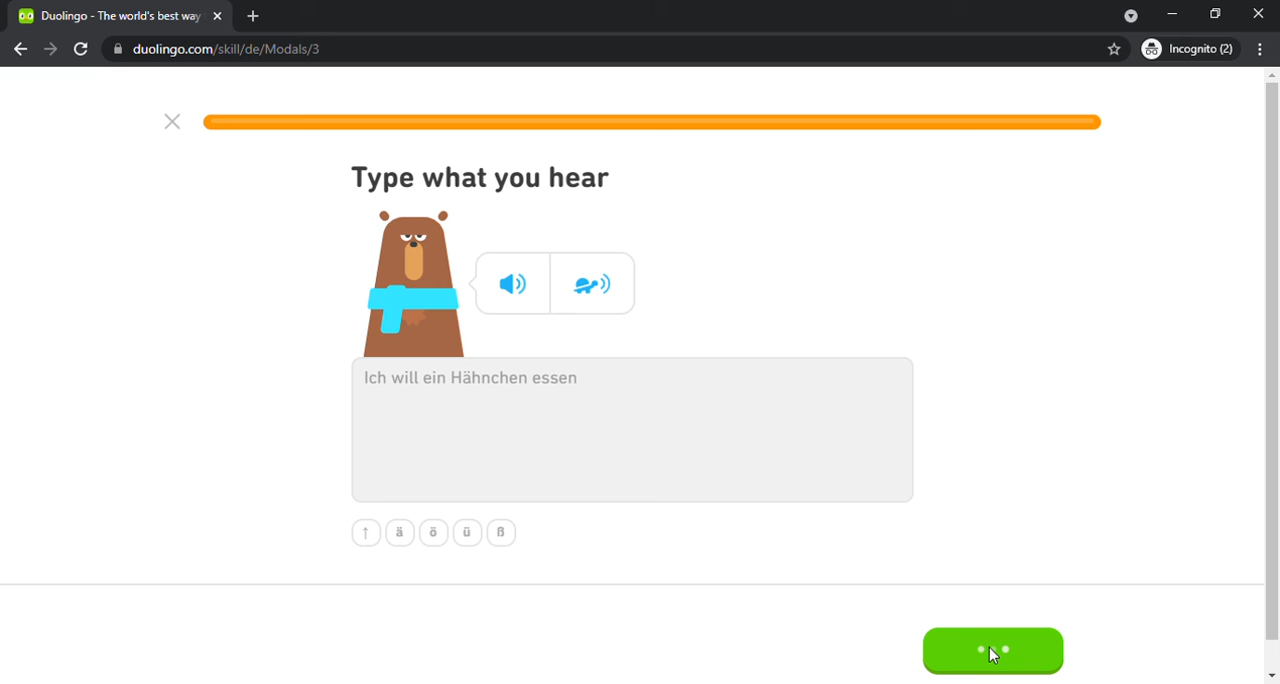 Duolingo - The world's best way
duolingo.com/skill/de/Modals/3
Incognito (2)
Type what you hear
Ich will ein Hähnchen essen
↑ ä ö ü ß